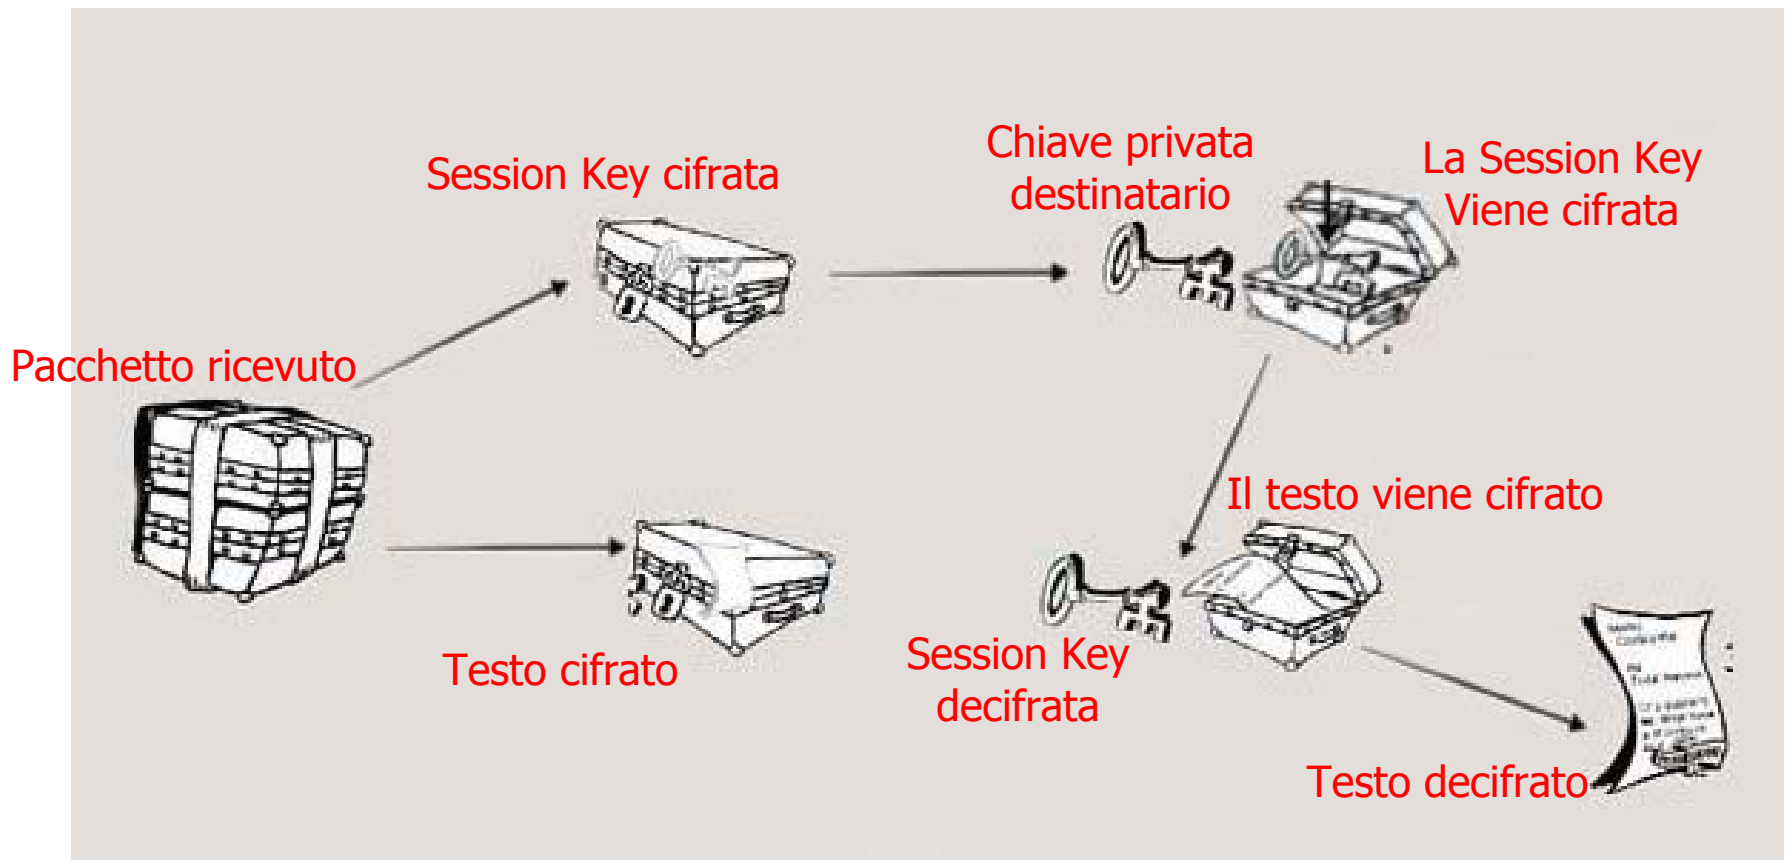 Session Key cifrata
Chiave privata
destinatario
La Session Key
Viene cifrata
Pacchetto ricevuto
Il testo viene cifrato
Testo cifrato
Session Key
decifrata
Testo decifrato